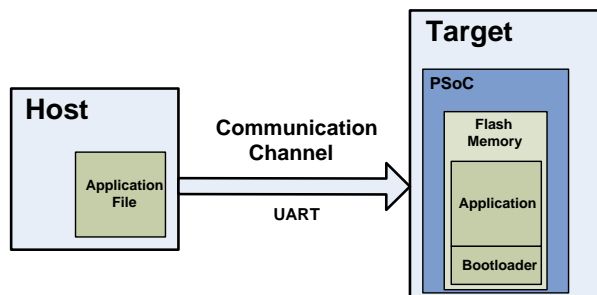 Host
Application
File
Communication
Channel
UART
Target
PSoC
Flash
Memory
Application
Bootloader